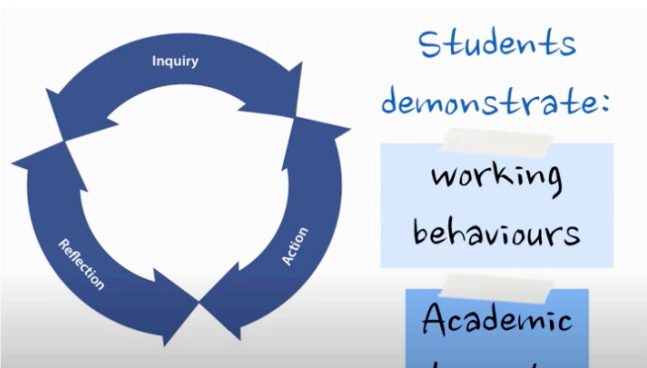 Inquiry
Action
Reflection
Students
demonstrate:
working
behaviours
Academic